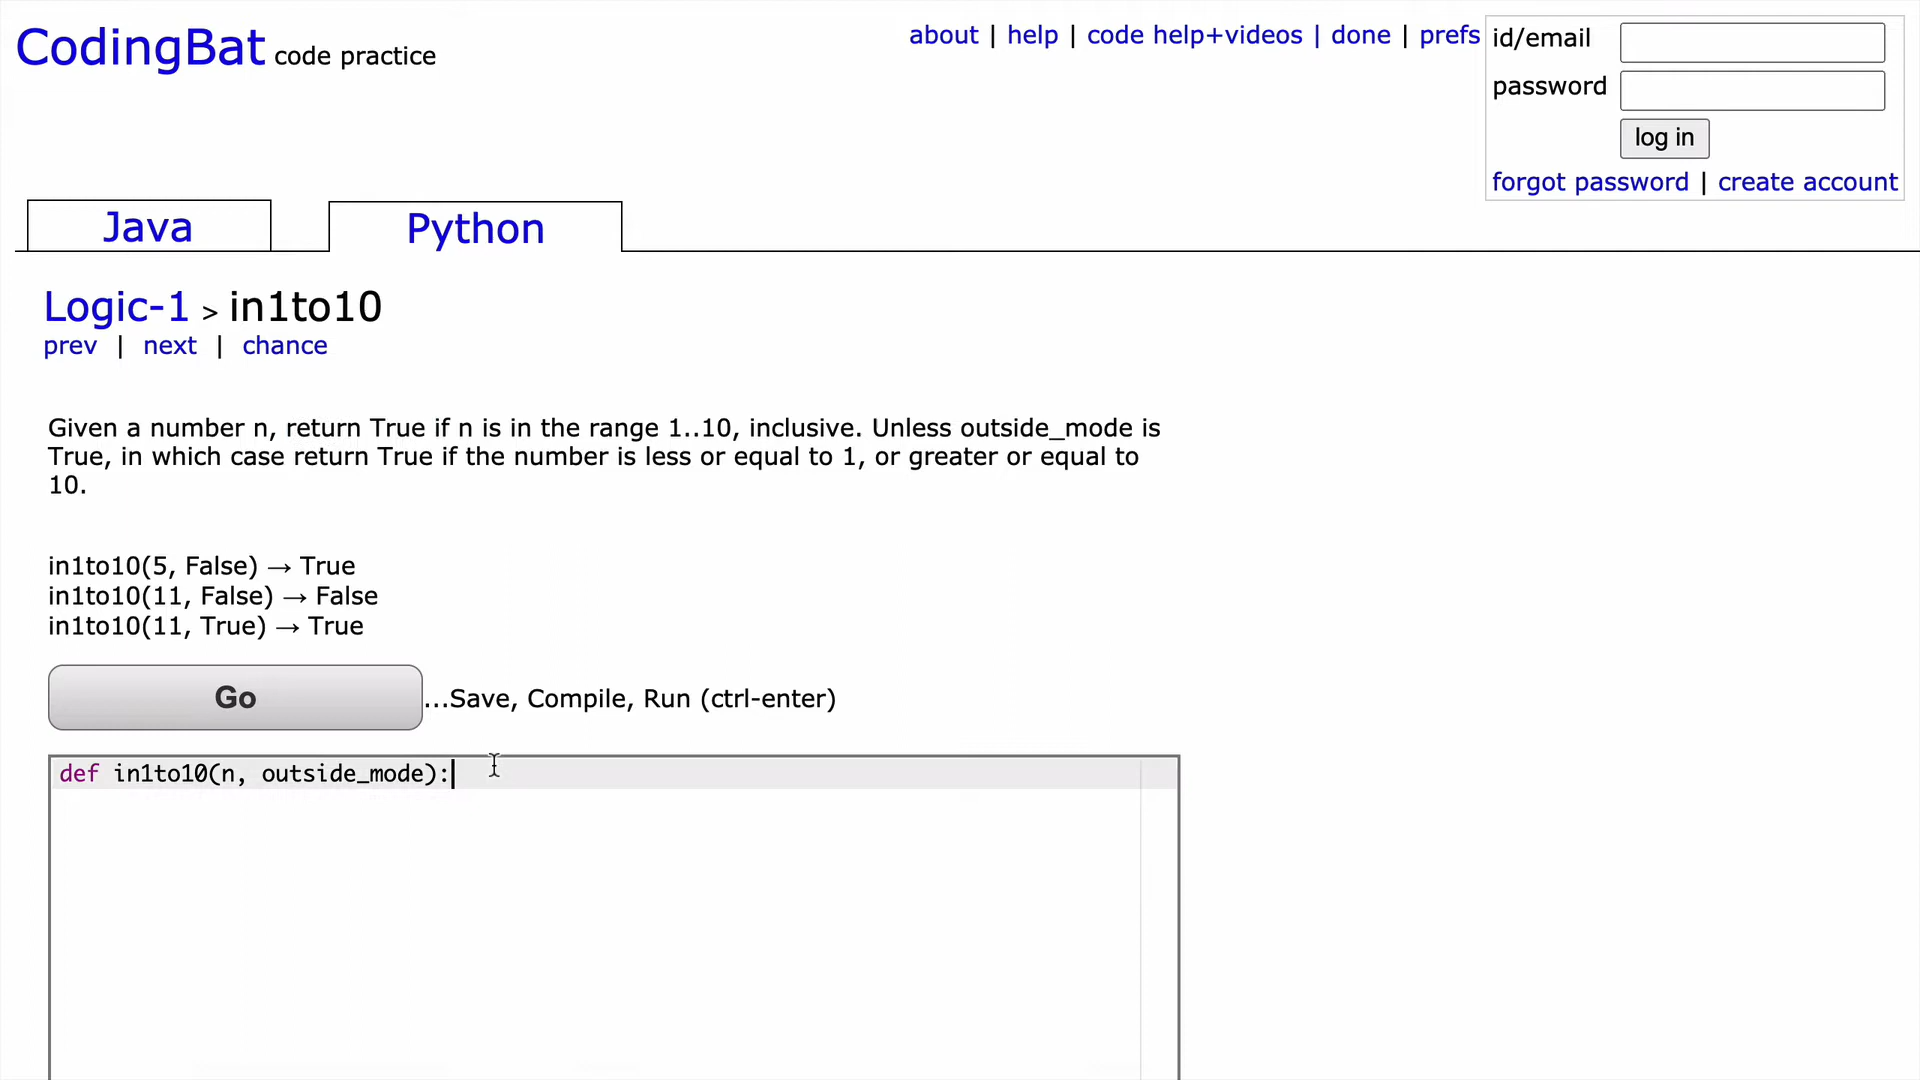 CodingBat code practice
about | help | code help+videos | done | prefs
id/email
password
log in
forgot password | create account
Java
Python
Logic-1 > in1to10
prev | next | chance
Given a number n, return True if n is in the range 1..10, inclusive. Unless outside_mode is
True, in which case return True if the number is less or equal to 1, or greater or equal to
10.
in1to10(5, False) → True
in1to10(11, False) → False
in1to10(11, True) → True
Go
...Save, Compile, Run (ctrl-enter)
def in1to10(n, outside_mode):